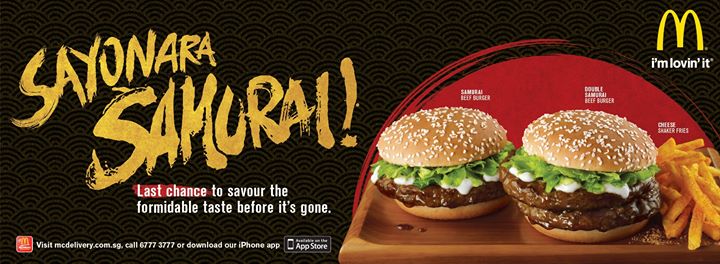 SAYONARA
SAMURAI!
Last chance to savour the
formidable taste before it's gone.
Visit mcdelivery.com.sg, call 6777 3777 or download our iPhone app
Available on the
App Store
SAMURAI
BEEF BURGER
DOUBLE
SAMURAI
BEEF BURGER
CHEESE
SHAKER FRIES
i'm lovin' it®